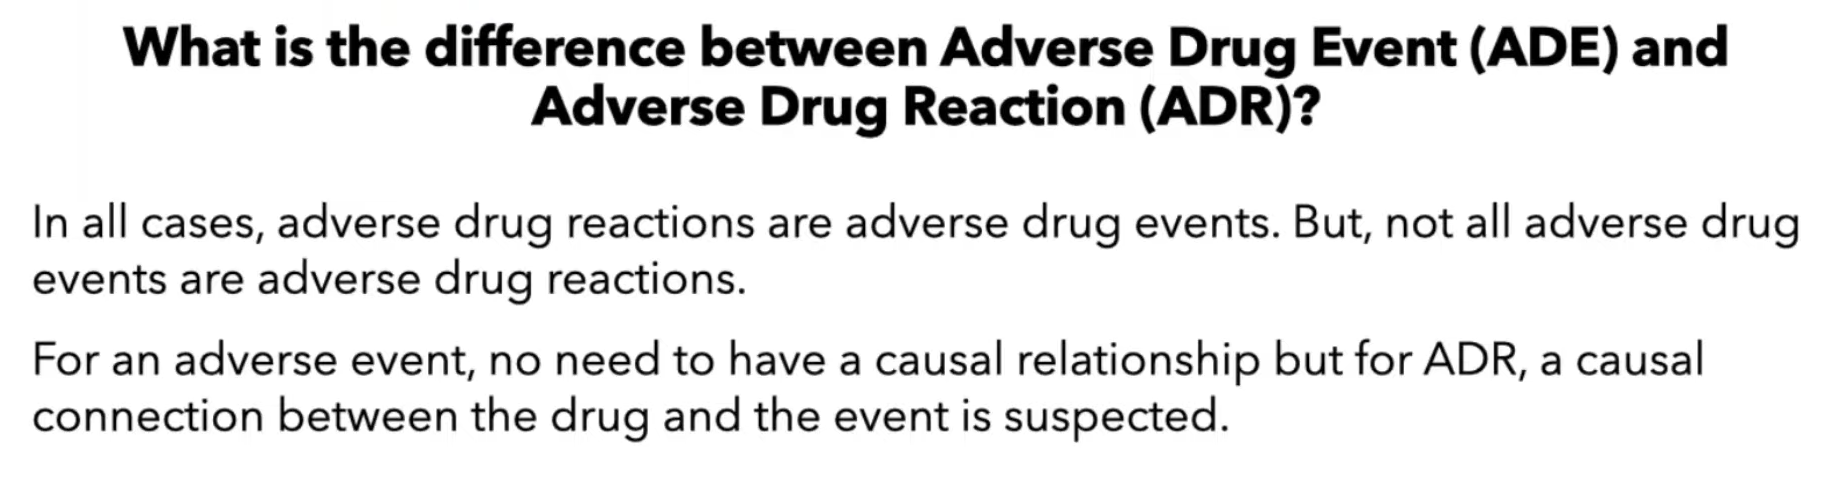 What is the difference between Adverse Drug Event (ADE) and
Adverse Drug Reaction (ADR)?
In all cases, adverse drug reactions are adverse drug events. But, not all adverse drug
events are adverse drug reactions.
For an adverse event, no need to have a causal relationship but for ADR, a causal
connection between the drug and the event is suspected.